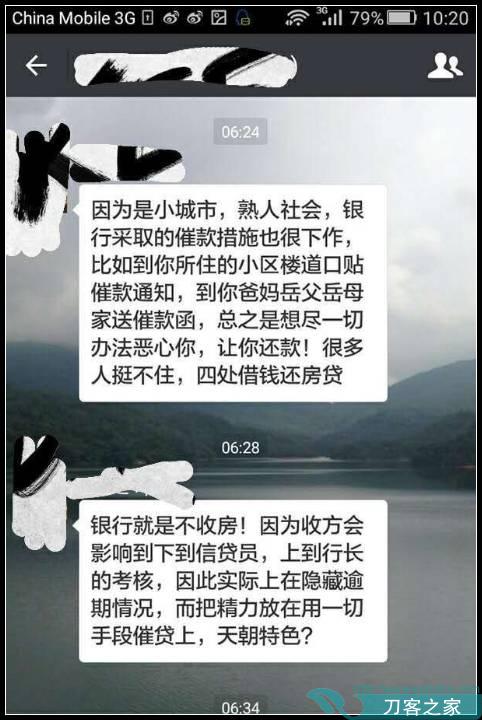 China Mobile 3G 3G 79% 10:20
06:24
因为是小城市，熟人社会，银
行采取的催款措施也很下作，
比如到你所住的小区楼道口贴
催款通知，到你爸妈岳父岳母
家送催款函，总之是想尽一切
办法恶心你，让你还款！很多
人挺不住，四处借钱还房贷
06:28
银行就是不收房！因为收方会
影响到下到信贷员，上到行长
的考核，因此实际上在隐藏逾
期情况，而把精力放在用一切
手段催贷上，天朝特色？
06:34
刀客之家